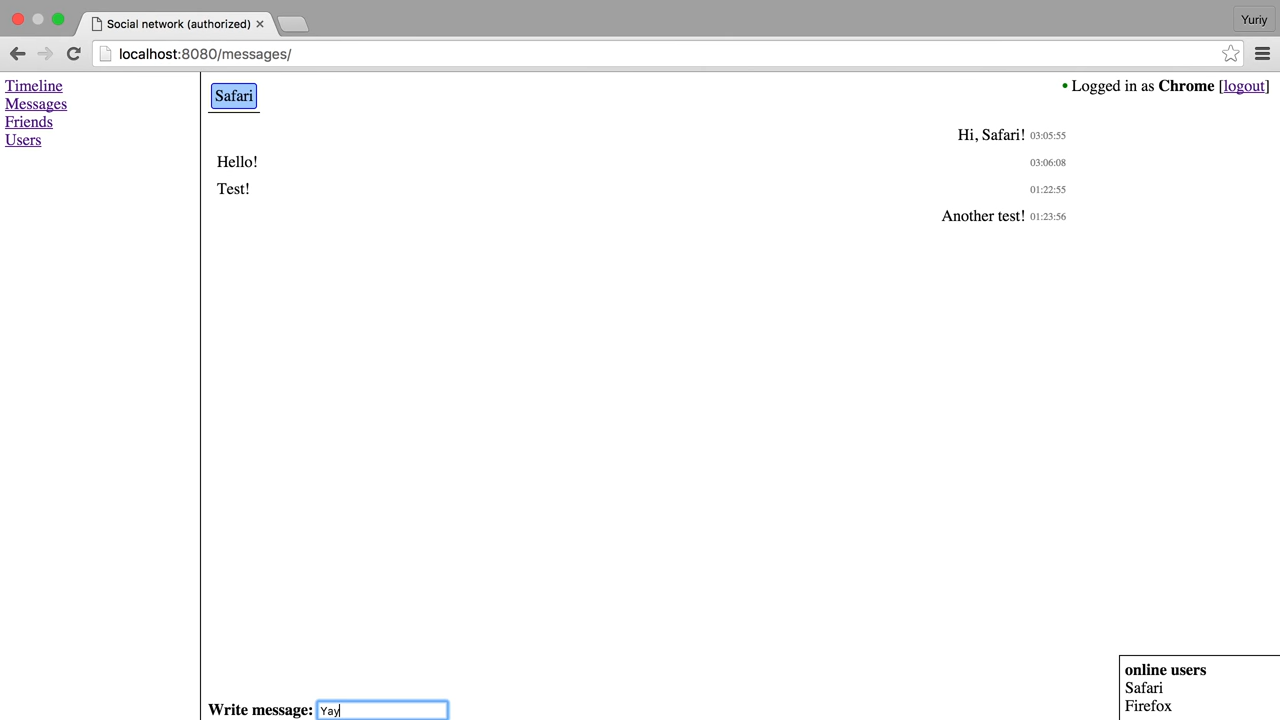 Social network (authorized)
Yuriy
localhost:8080/messages/
Timeline
Messages
Friends
Users
Safari
• Logged in as Chrome [logout]
Hi, Safari! 03:05:55
Hello! 03:06:08
Test! 01:22:55
Another test! 01:23:56
online users
Safari
Firefox
Write message: Yay